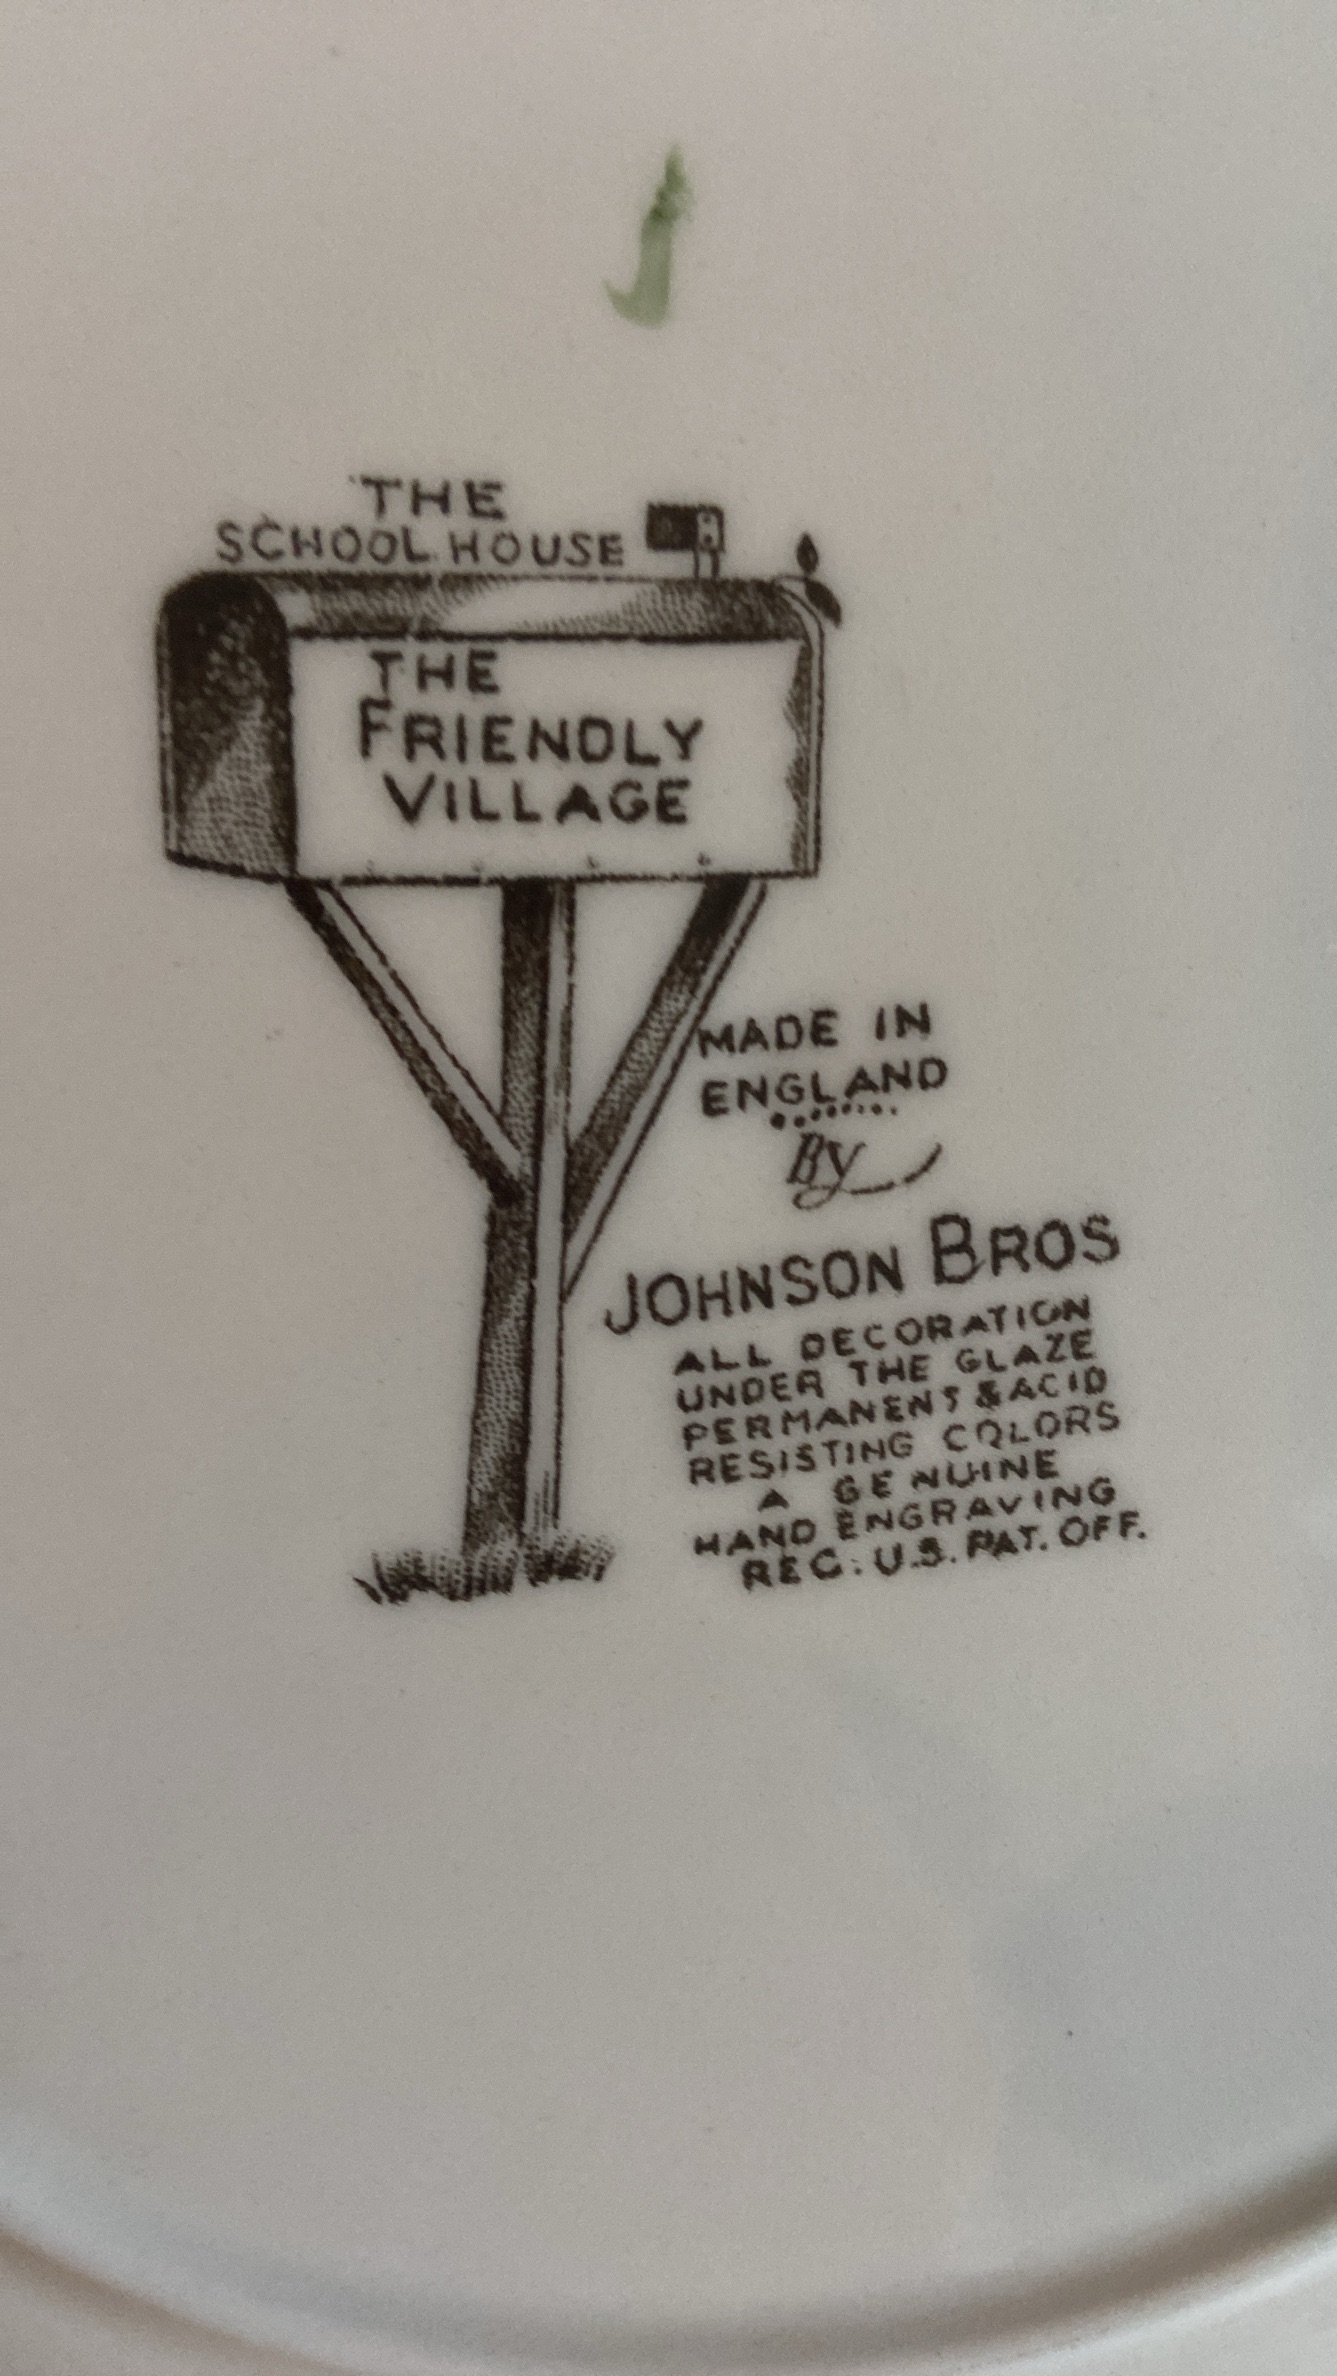 THE
SCHOOL HOUSE
THE
FRIENDLY
VILLAGE
MADE IN
ENGLAND
By
JOHNSON BROS
ALL DECORATION
UNDER THE GLAZE
PERMANENT & ACID
RESISTING COLORS
A GENUINE
HAND ENGRAVING
REG: U.S. PAT. OFF.